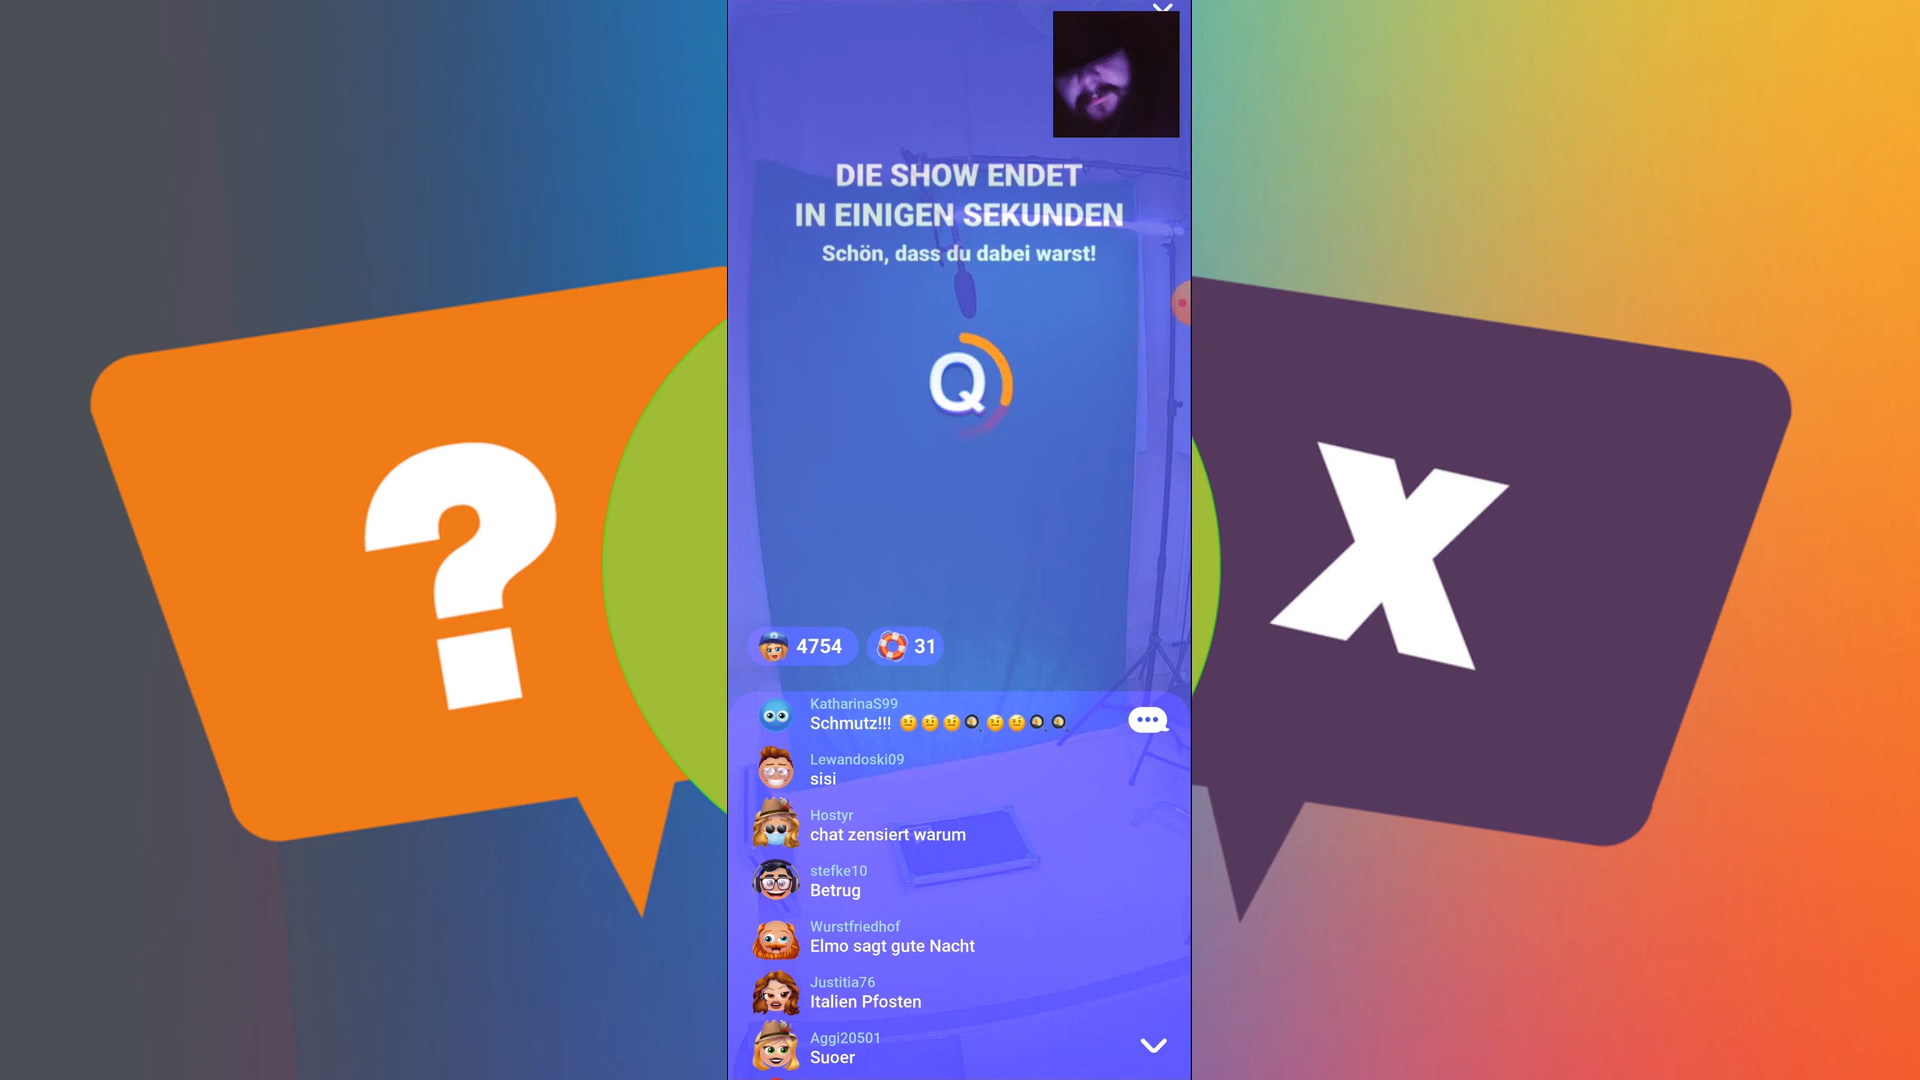 DIE SHOW ENDET
IN EINIGEN SEKUNDEN
Schön, dass du dabei warst!
Q
? X
4754 31
KatharinaS99
Schmutz!!! 🤨🤨🤨🍳🤨🤨🍳🍳
Lewandoski09
sisi
Hostyr
chat zensiert warum
stefke10
Betrug
Wurstfriedhof
Elmo sagt gute Nacht
Justitia76
Italien Pfosten
Aggi20501
Suoer